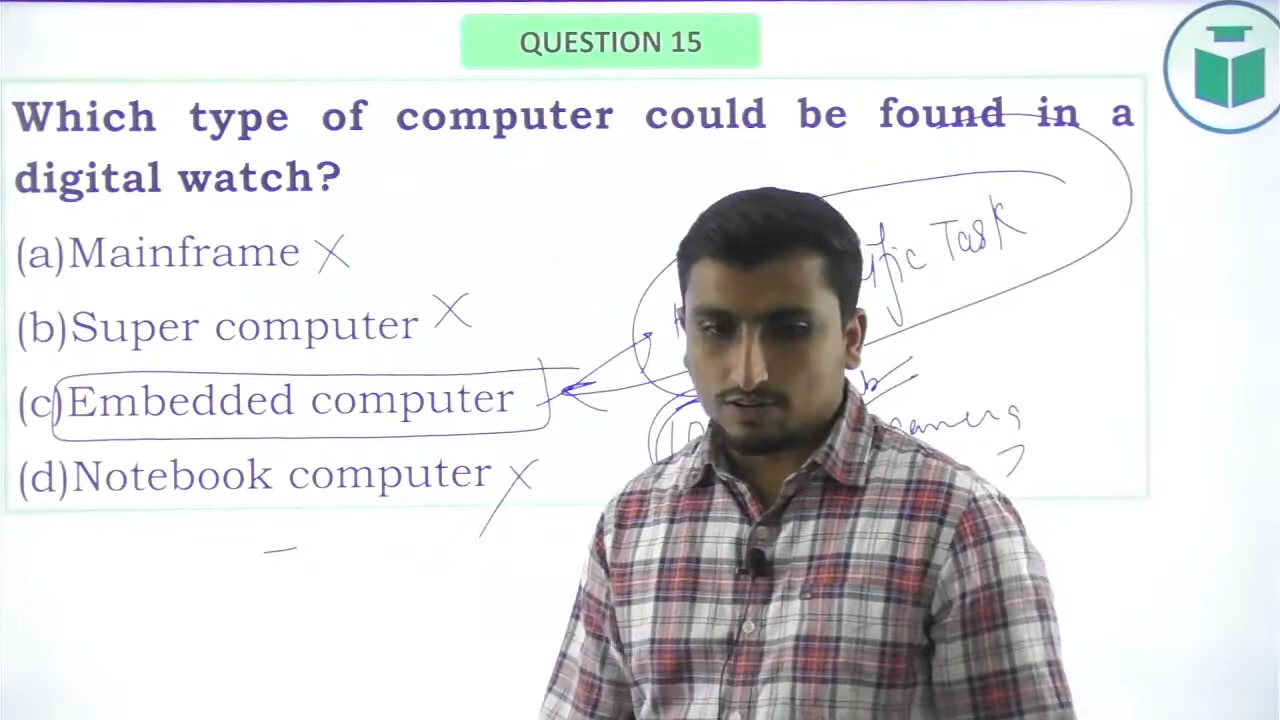 QUESTION 15
Which type of computer could be found in a
digital watch?
(a)Mainframe
(b)Super computer
(c)Embedded computer
(d)Notebook computer
Task